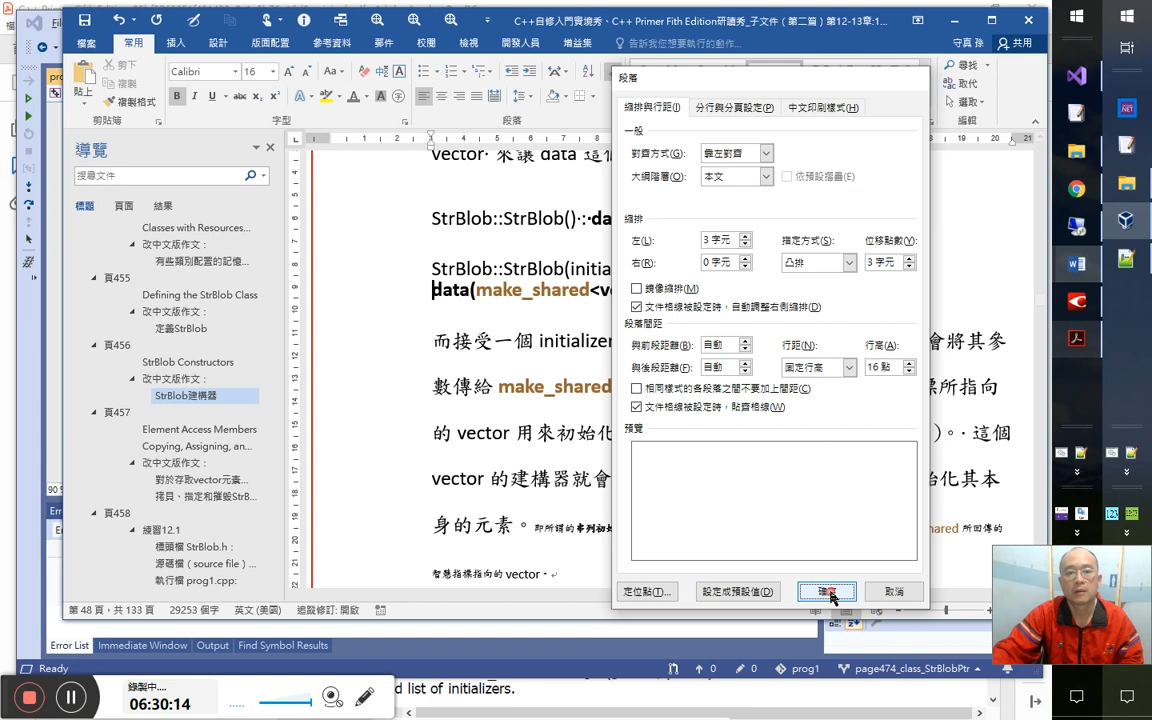 C++自修入門實境秀、C++ Primer Fith Edition研讀秀_子文件（第二篇）第12-13章:1...
檔案 常用 插入 設計 版面配置 參考資料 郵件 校閱 檢視 開發人員 增益集 告訴我您想要執行的動作... 守真 孫 共用
貼上 剪下 複製 複製格式
Calibri 16
尋找 取代 選取
剪貼簿 字型 段落 編輯
導覽
搜尋文件
標題 頁面 結果
Classes with Resources...
改中文版作文：
有些類別配置的記憶...
頁455
Defining the StrBlob Class
改中文版作文：
定義StrBlob
頁456
StrBlob Constructors
改中文版作文：
StrBlob建構器
頁457
Element Access Members
Copying, Assigning, an...
改中文版作文：
對於存取vector元素...
拷貝、指定和摧毀StrB...
頁458
練習12.1
標頭檔 StrBlob.h：
源碼檔（source file）...
執行檔 prog1.cpp:
vector· 來讓 data 這個
StrBlob::StrBlob()·:·da
StrBlob::StrBlob(initia
data(make_shared<ve
而接受一個 initializer 會將其參
數傳給 make_shared 標所指向
的 vector 用來初始化 )。·這個
vector 的建構器就會 始化其本
身的元素。即所謂的串列初始 shared 所回傳的
智慧指標指向的 vector·
段落
縮排與行距(I) 分行與分頁設定(P) 中文印刷樣式(H)
一般
對齊方式(G): 靠左對齊
大綱階層(O): 本文 依預設摺疊(E)
縮排
左(L): 3 字元 指定方式(S): 位移點數(Y):
右(R): 0 字元 凸排 3 字元
鏡像縮排(M)
文件格線被設定時，自動調整右側縮排(D)
段落間距
與前段距離(B): 自動 行距(N): 行高(A):
與後段距離(F): 自動 固定行高 16 點
相同樣式的各段落之間不要加上間距(C)
文件格線被設定時，貼齊格線(W)
預覽
定位點(T)... 設定成預設值(D) 取消
第 48 頁，共 133 頁 29253 個字 英文 (美國) 追蹤修訂: 開啟
Error List Immediate Window Output Find Symbol Results
Ready 0 0 prog1 page474_class_StrBlobPtr
錄製中...
06:30:14
d list of initializers.